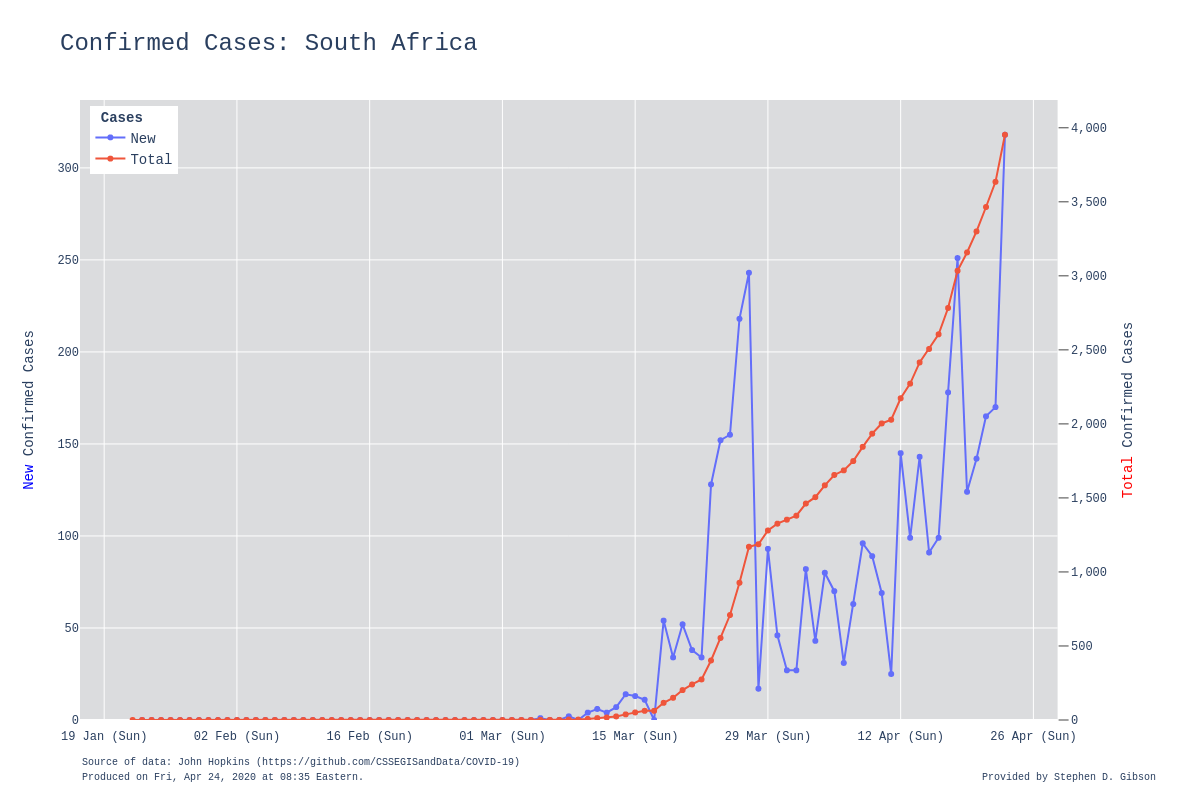 Confirmed Cases: South Africa
Cases
New
Total
300
250
200
150
100
50
0
New Confirmed Cases
4,000
3,500
3,000
2,500
2,000
1,500
1,000
500
0
Total Confirmed Cases
19 Jan (Sun) 02 Feb (Sun) 16 Feb (Sun) 01 Mar (Sun) 15 Mar (Sun) 29 Mar (Sun) 12 Apr (Sun) 26 Apr (Sun)
Source of data: John Hopkins (https://github.com/CSSEGISandData/COVID-19)
Produced on Fri, Apr 24, 2020 at 08:35 Eastern.
Provided by Stephen D. Gibson